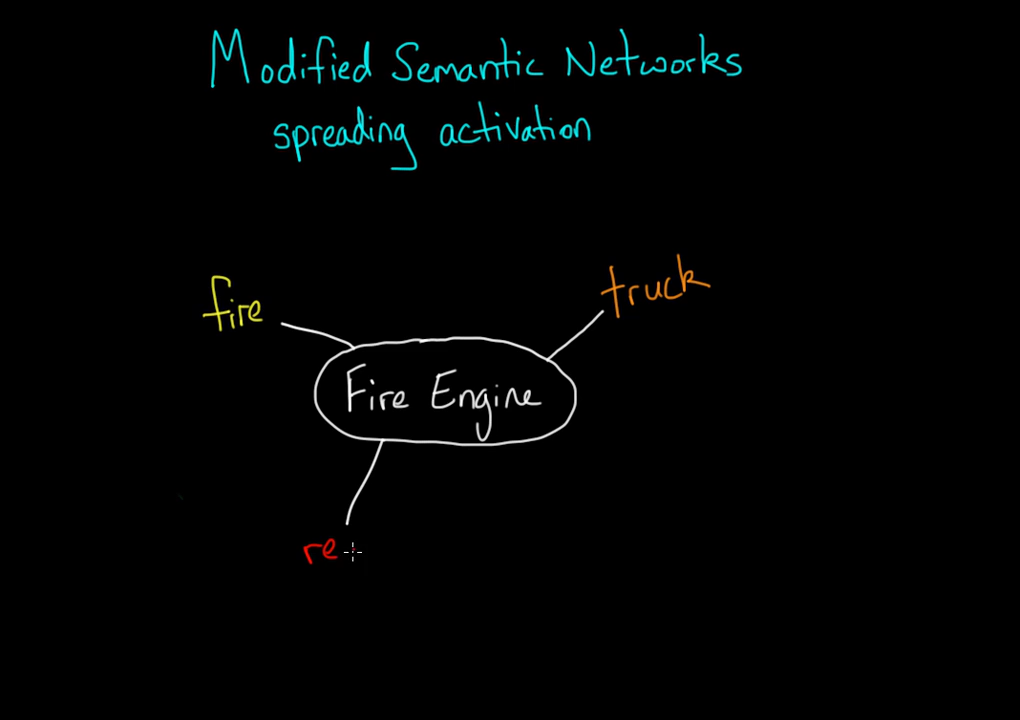 Modified Semantic Networks
spreading activation
fire
truck
Fire Engine
re